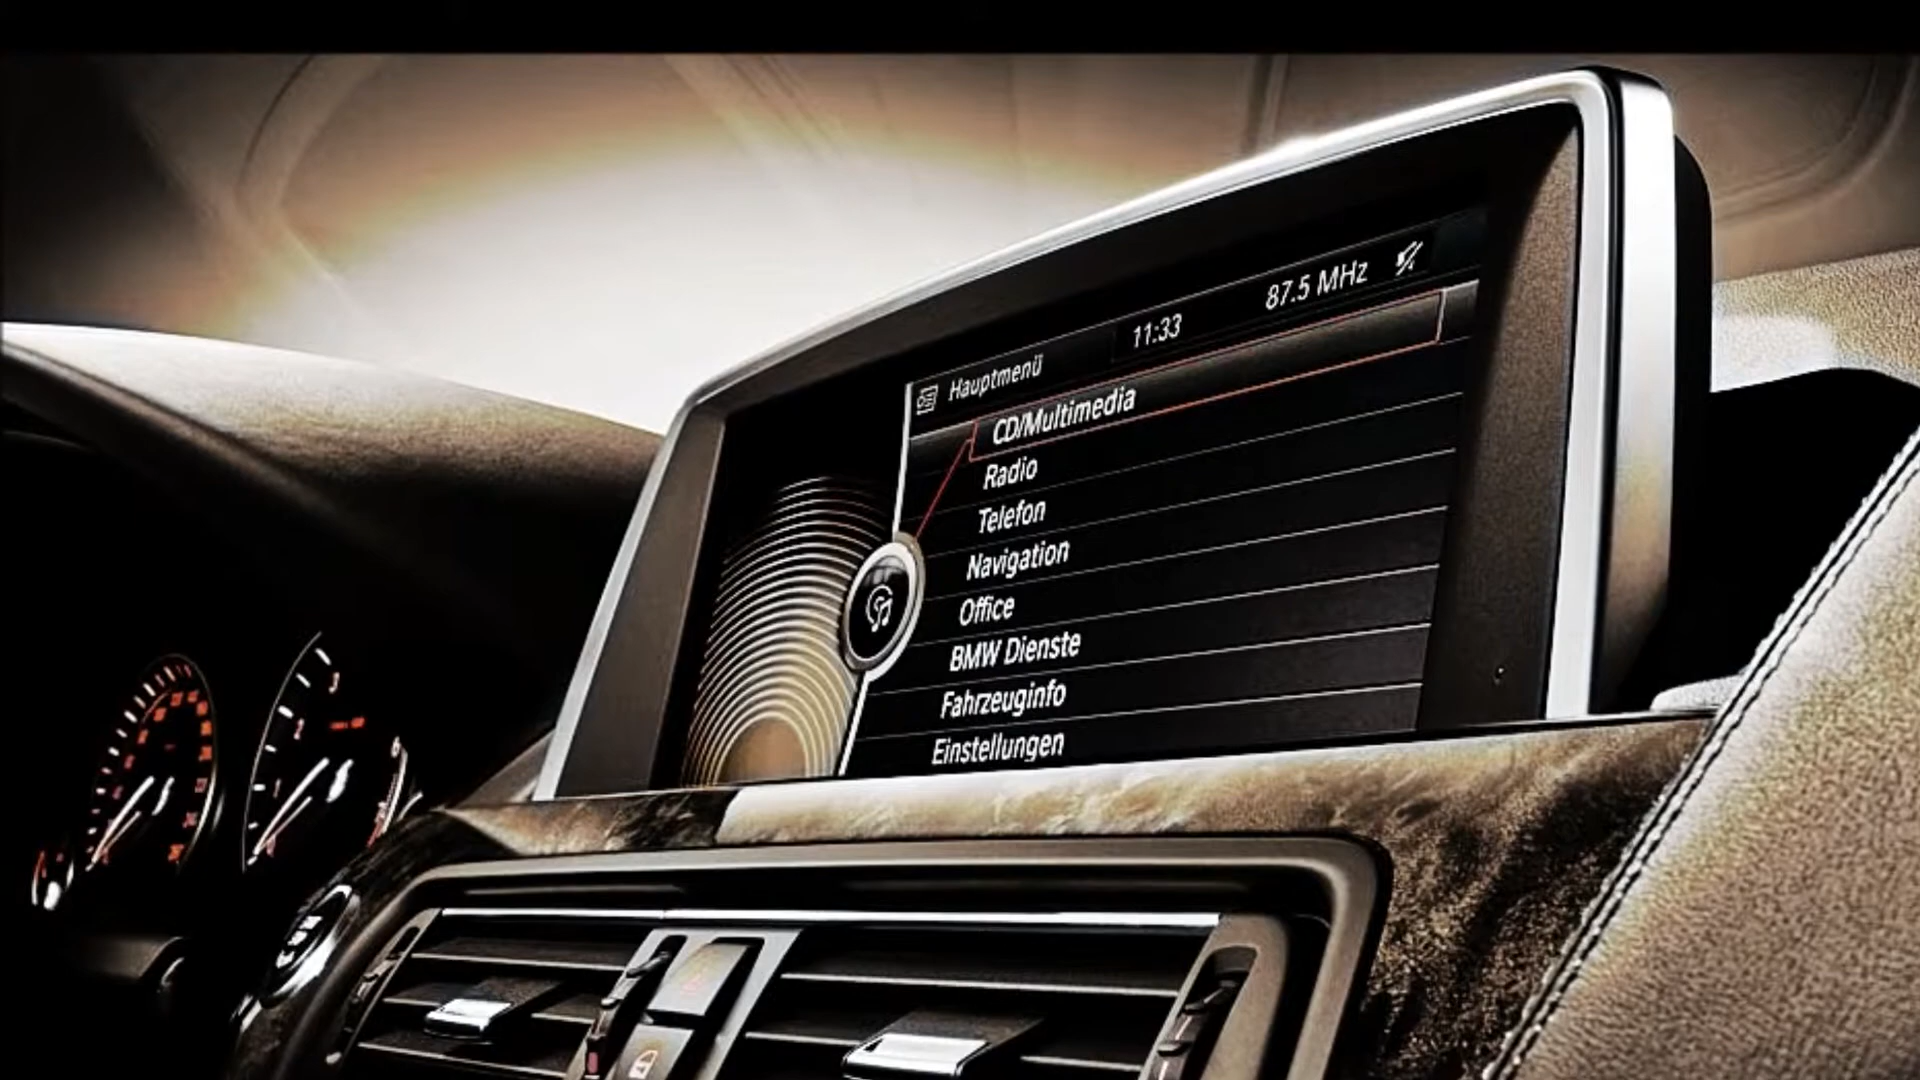 Hauptmenü 11:33 87.5 MHz
CD/Multimedia
Radio
Telefon
Navigation
Office
BMW Dienste
Fahrzeuginfo
Einstellungen